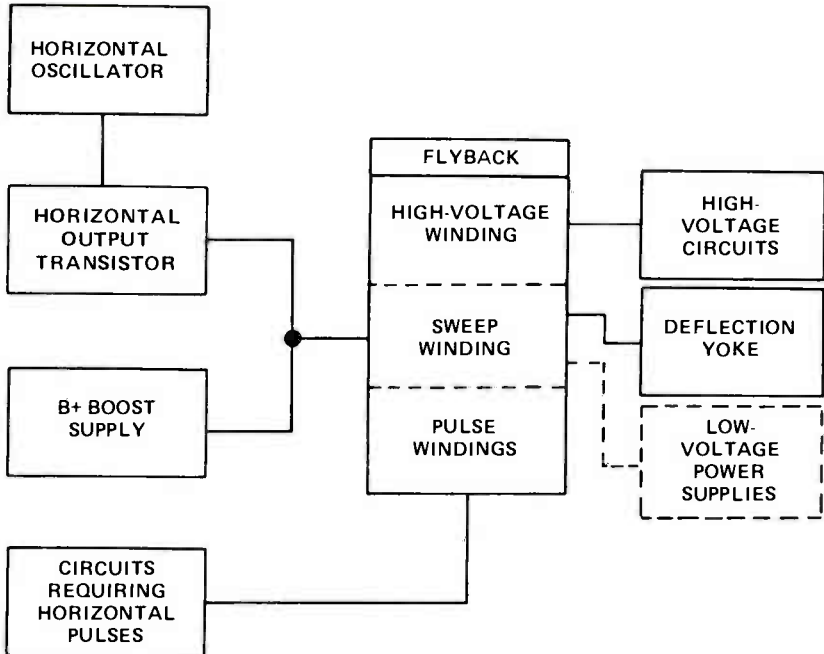 HORIZONTAL
OSCILLATOR
HORIZONTAL
OUTPUT
TRANSISTOR
B+ BOOST
SUPPLY
CIRCUITS
REQUIRING
HORIZONTAL
PULSES
FLYBACK
HIGH-VOLTAGE
WINDING
SWEEP
WINDING
PULSE
WINDINGS
HIGH-
VOLTAGE
CIRCUITS
DEFLECTION
YOKE
LOW-
VOLTAGE
POWER
SUPPLIES